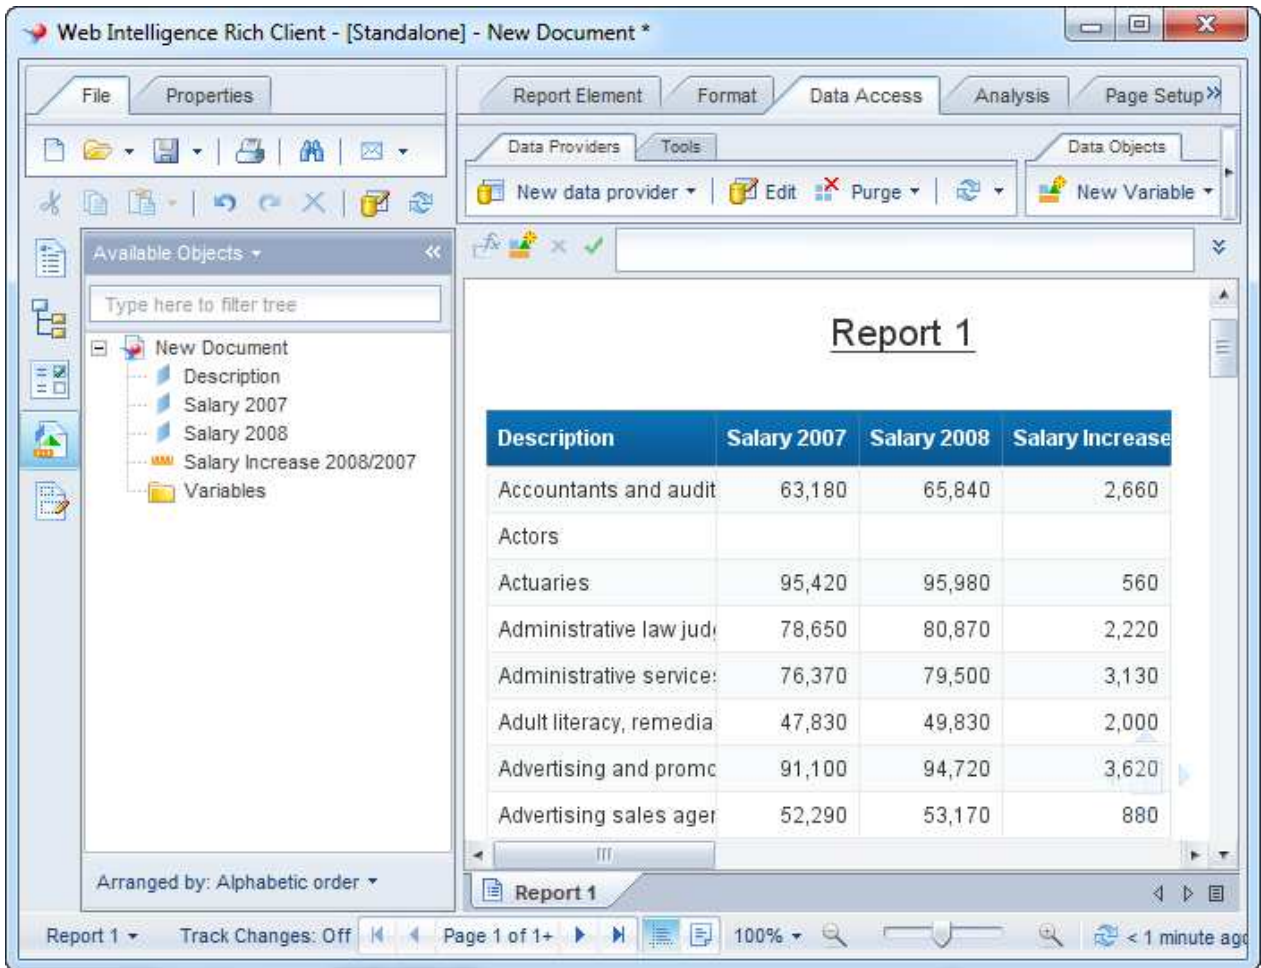 Web Intelligence Rich Client - [Standalone] - New Document *
File Properties
Report Element Format Data Access Analysis Page Setup
Data Providers Tools Data Objects
New data provider Edit Purge New Variable
Available Objects
Type here to filter tree
New Document
Description
Salary 2007
Salary 2008
Salary Increase 2008/2007
Variables
Arranged by: Alphabetic order
Report 1
Description Salary 2007 Salary 2008 Salary Increase
Accountants and audit 63,180 65,840 2,660
Actors
Actuaries 95,420 95,980 560
Administrative law jud 78,650 80,870 2,220
Administrative services 76,370 79,500 3,130
Adult literacy, remedia 47,830 49,830 2,000
Advertising and promo 91,100 94,720 3,620
Advertising sales agen 52,290 53,170 880
Report 1
Report 1 Track Changes: Off Page 1 of 1+ 100% < 1 minute ago